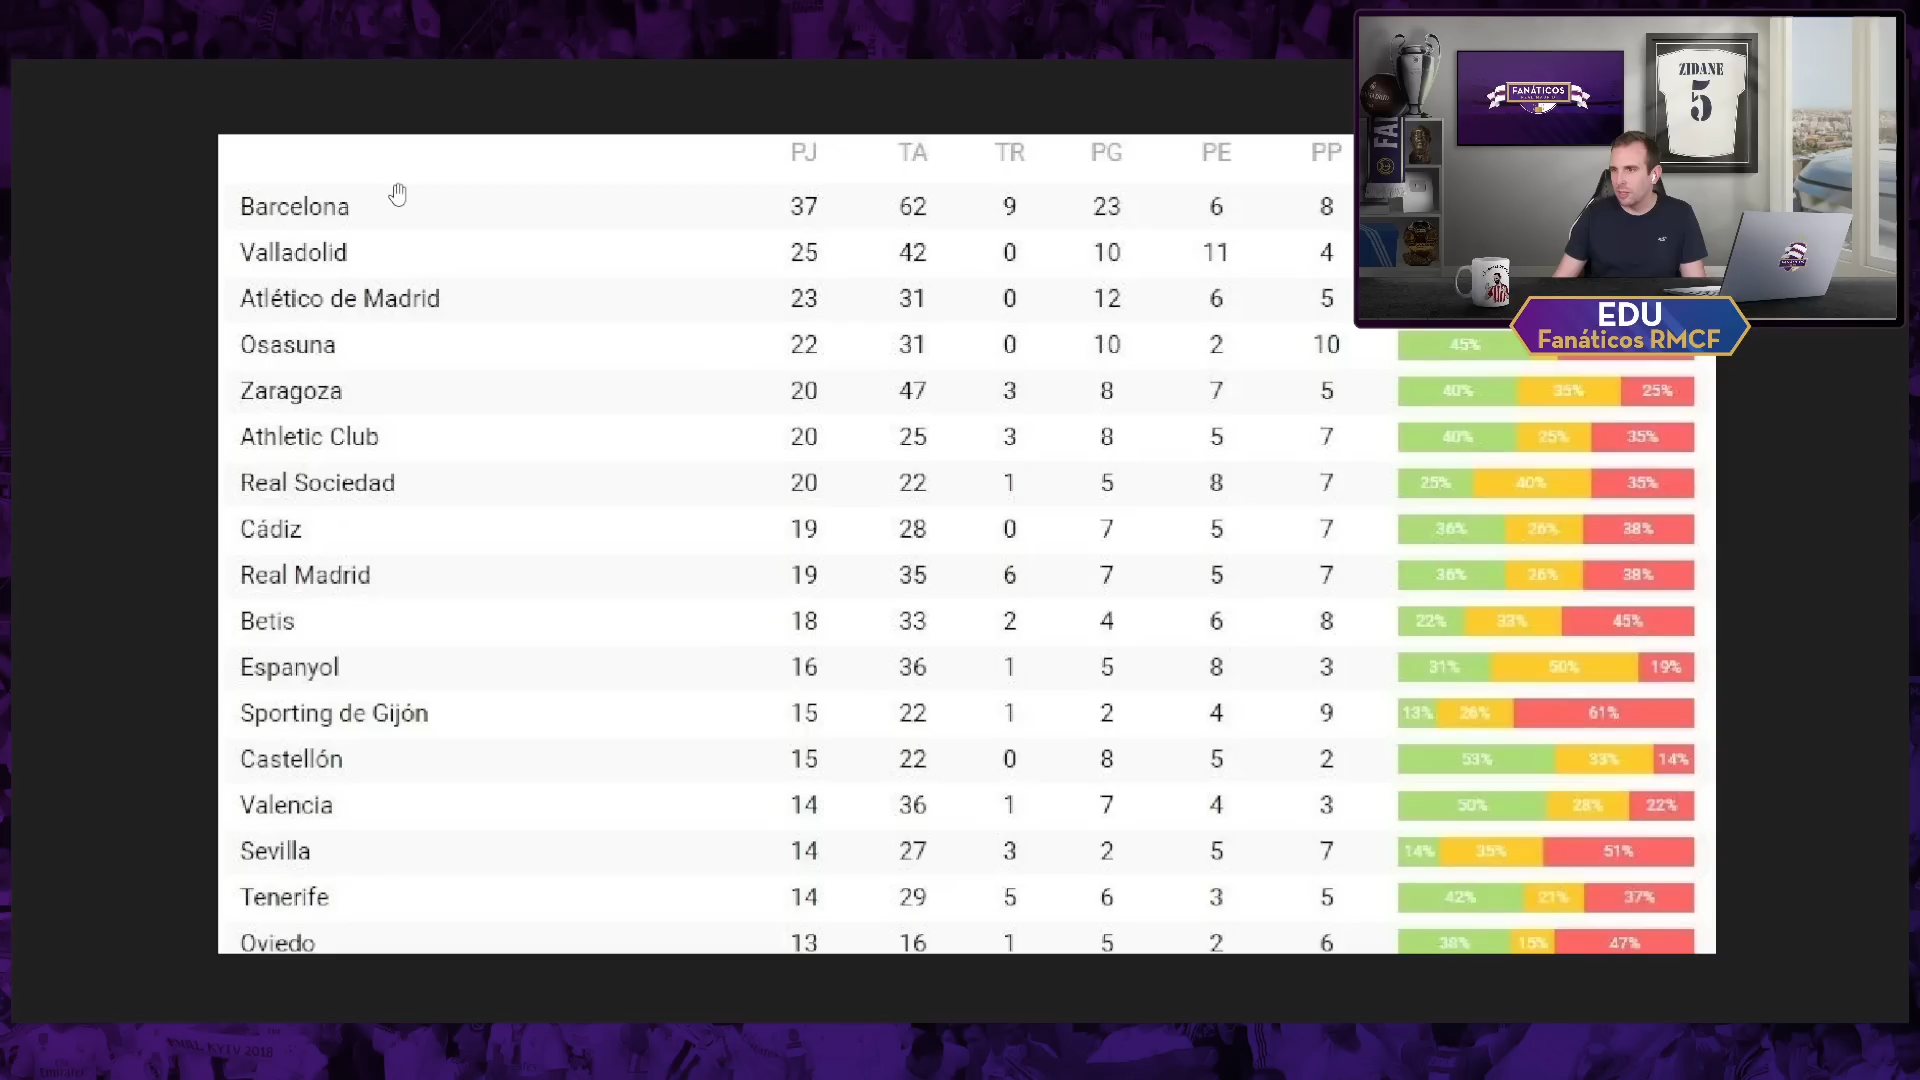 PJ TA TR PG PE PP
Barcelona 37 62 9 23 6 8
Valladolid 25 42 0 10 11 4
Atlético de Madrid 23 31 0 12 6 5
Osasuna 22 31 0 10 2 10 45%
Zaragoza 20 47 3 8 7 5 40% 35% 25%
Athletic Club 20 25 3 8 5 7 40% 25% 35%
Real Sociedad 20 22 1 5 8 7 25% 40% 35%
Cádiz 19 28 0 7 5 7 36% 26% 38%
Real Madrid 19 35 6 7 5 7 36% 26% 38%
Betis 18 33 2 4 6 8 22% 33% 45%
Espanyol 16 36 1 5 8 3 31% 50% 19%
Sporting de Gijón 15 22 1 2 4 9 13% 26% 61%
Castellón 15 22 0 8 5 2 53% 33% 14%
Valencia 14 36 1 7 4 3 50% 28% 22%
Sevilla 14 27 3 2 5 7 14% 35% 51%
Tenerife 14 29 5 6 3 5 42% 21% 37%
Oviedo 13 16 1 5 2 6 38% 15% 47%
FANÁTICOS
REAL MADRID
ZIDANE
5
FAN
EDU
Fanáticos RMCF
KYIV 2018